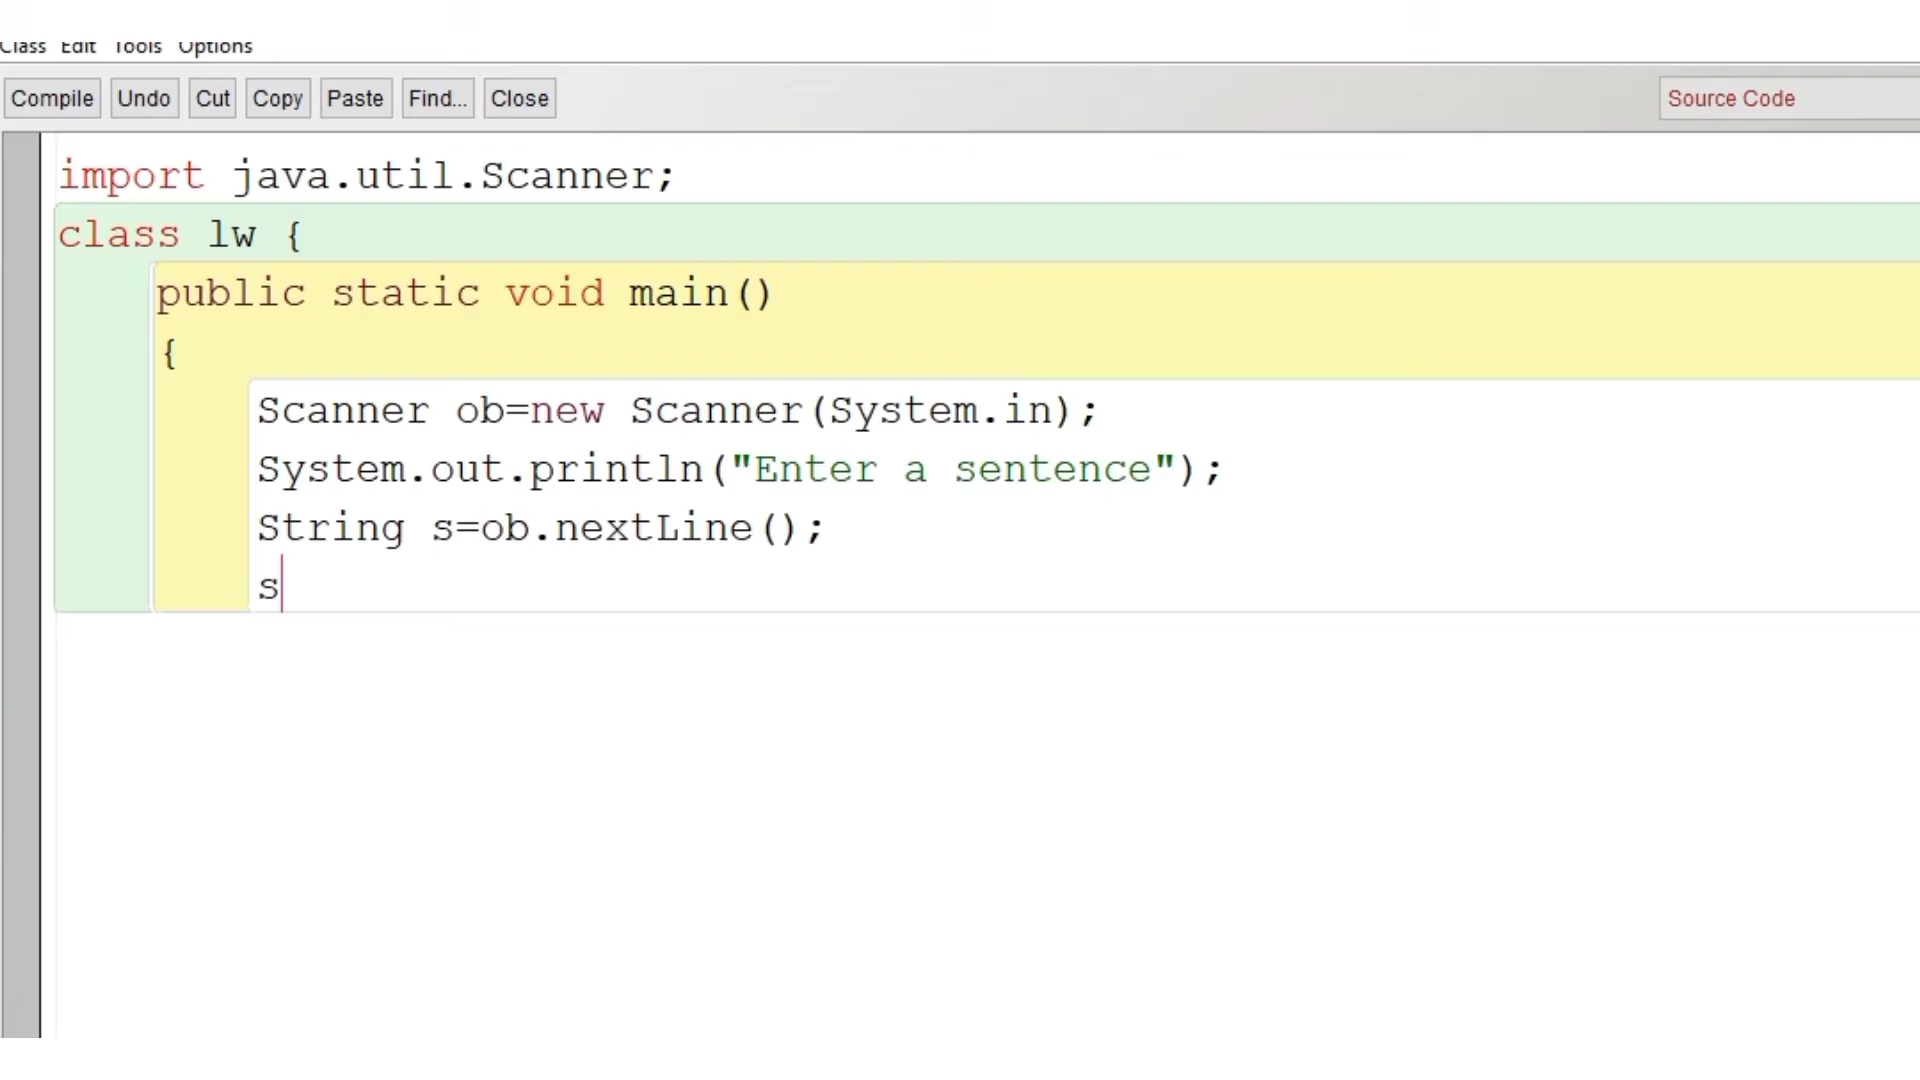 Class Edit Tools Options
Compile Undo Cut Copy Paste Find... Close Source Code
import java.util.Scanner;
class lw {
public static void main()
{
Scanner ob=new Scanner(System.in);
System.out.println("Enter a sentence");
String s=ob.nextLine();
s